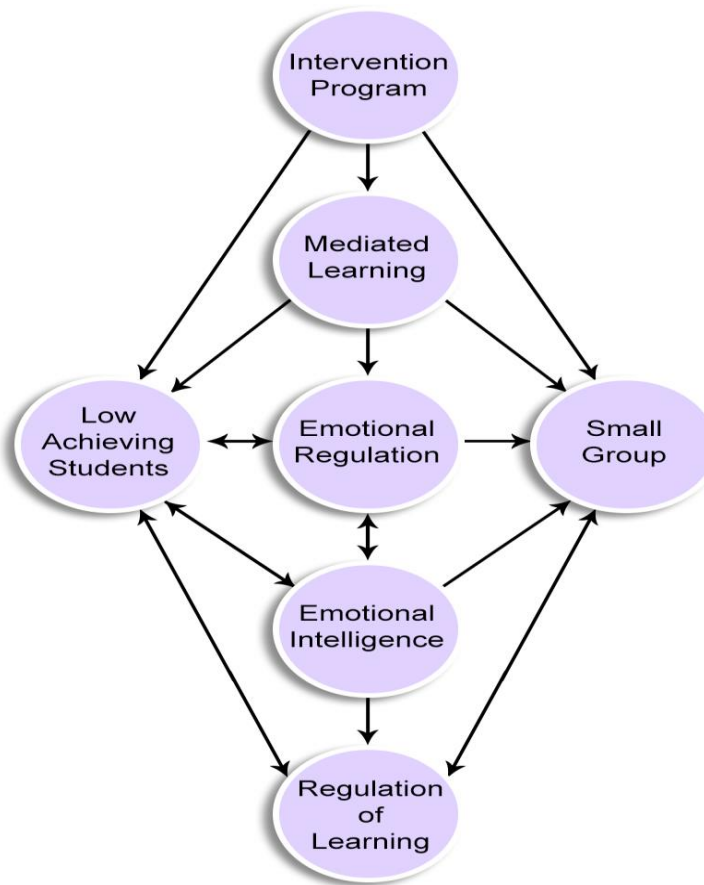 Intervention
Program
Mediated
Learning
Low
Achieving
Students
Emotional
Regulation
Small
Group
Emotional
Intelligence
Regulation
of
Learning